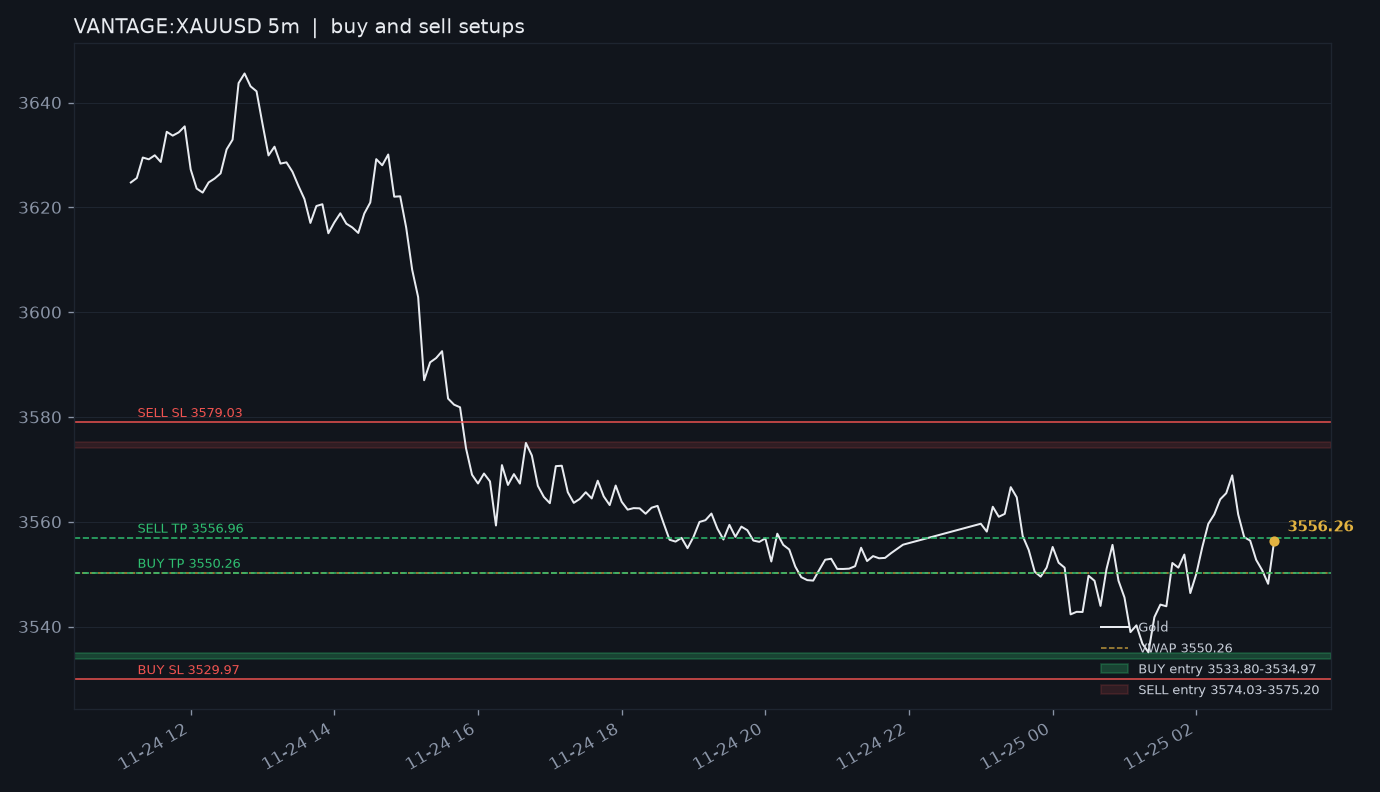 VANTAGE:XAUUSD 5m | buy and sell setups
3640
3620
3600
3580
3560
3540
SELL SL 3579.03
SELL TP 3556.96
3556.26
BUY TP 3550.26
BUY SL 3529.97
Gold
VWAP 3550.26
BUY entry 3533.80-3534.97
SELL entry 3574.03-3575.20
11-24 12
11-24 14
11-24 16
11-24 18
11-24 20
11-24 22
11-25 00
11-25 02